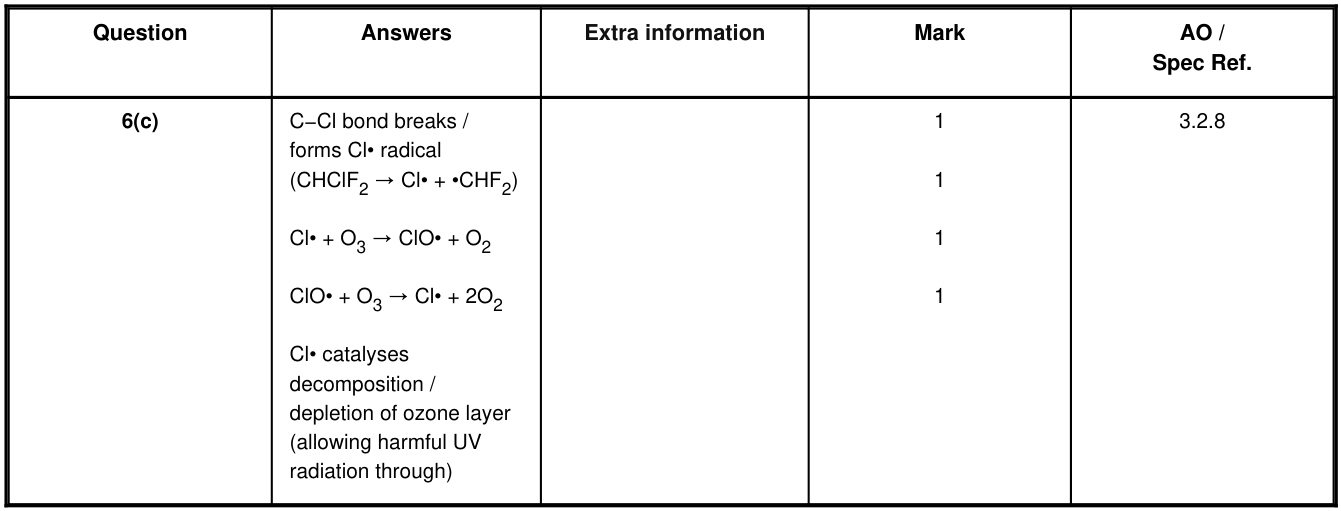 Question Answers Extra information Mark AO /
Spec Ref.
6(c) C–Cl bond breaks / 1 3.2.8
forms Cl• radical
(CHClF₂ → Cl• + •CHF₂) 1
Cl• + O₃ → ClO• + O₂ 1
ClO• + O₃ → Cl• + 2O₂ 1
Cl• catalyses
decomposition /
depletion of ozone layer
(allowing harmful UV
radiation through)